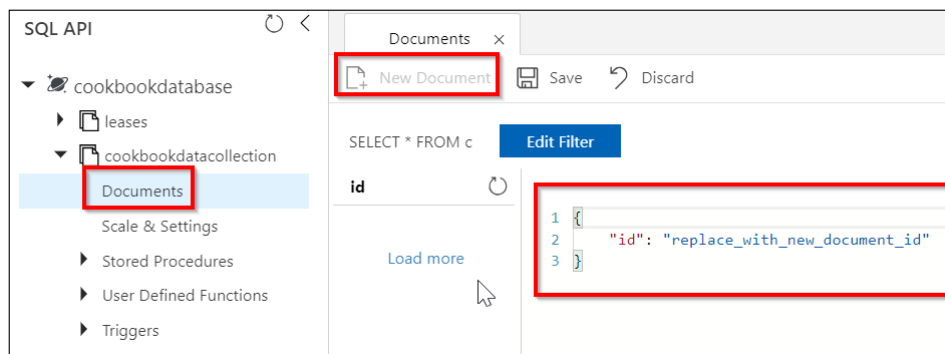 SQL API
cookbookdatabase
leases
cookbookdatacollection
Documents
Scale & Settings
Stored Procedures
User Defined Functions
Triggers
Documents
New Document Save Discard
SELECT * FROM c Edit Filter
id
Load more
1 {
2 "id": "replace_with_new_document_id"
3 }